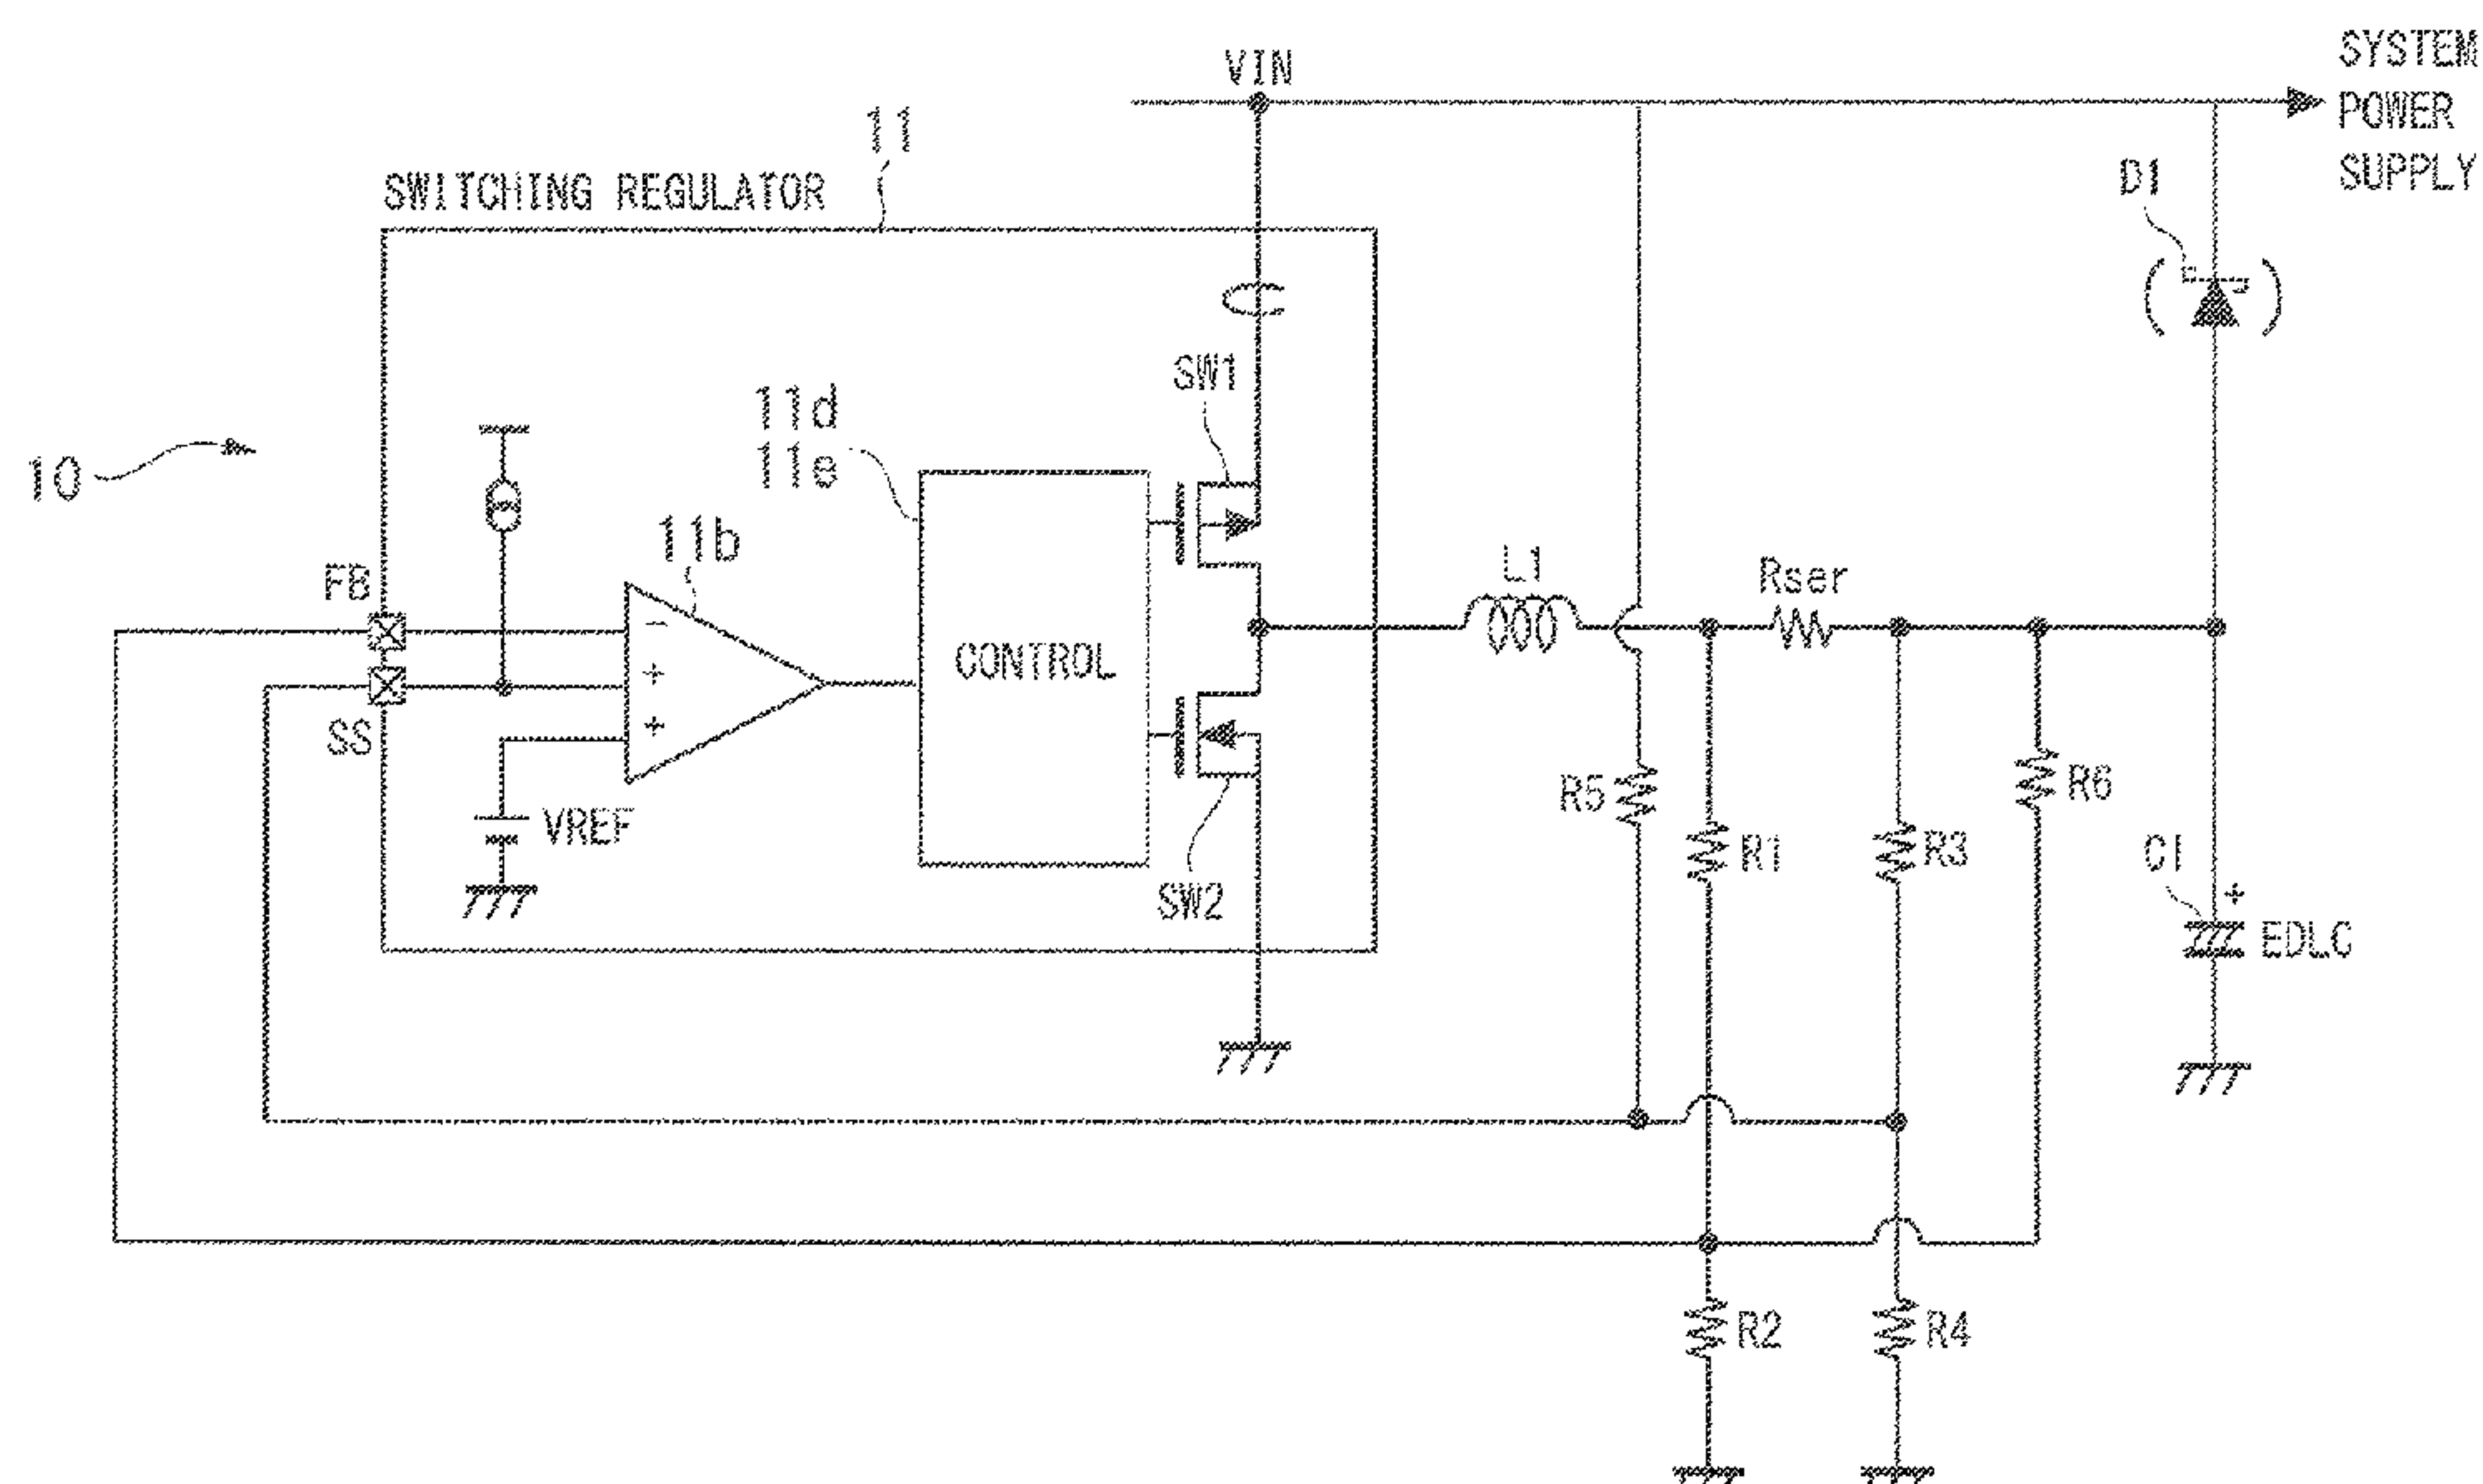 SYSTEM
POWER
SUPPLY
VIN
11
SWITCHING REGULATOR
D1
SW1
11d
11e
10
11b
L1
Rser
FB
-
+
CONTROL
SS
+
R5
R6
VREF
R1
R3
C1
+
SW2
EDLC
R2
R4